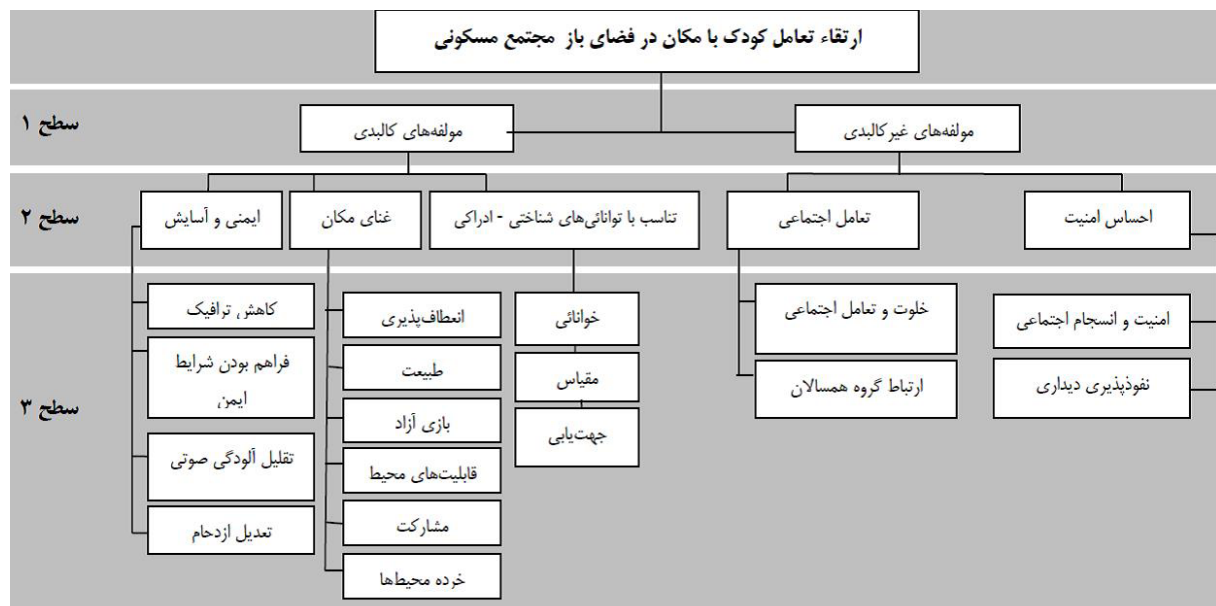 ارتقاء تعامل کودک با مکان در فضای باز مجتمع مسکونی
سطح ۱
مولفه‌های غیرکالبدی
مولفه‌های کالبدی
سطح ۲
احساس امنیت
تعامل اجتماعی
تناسب با توانائی‌های شناختی - ادراکی
غنای مکان
ایمنی و آسایش
سطح ۳
امنیت و انسجام اجتماعی
نفوذپذیری دیداری
خلوت و تعامل اجتماعی
ارتباط گروه همسالان
خوانائی
مقیاس
جهت‌یابی
انعطاف‌پذیری
طبیعت
بازی آزاد
قابلیت‌های محیط
مشارکت
خرده محیط‌ها
کاهش ترافیک
فراهم بودن شرایط
ایمن
تقلیل آلودگی صوتی
تعدیل ازدحام